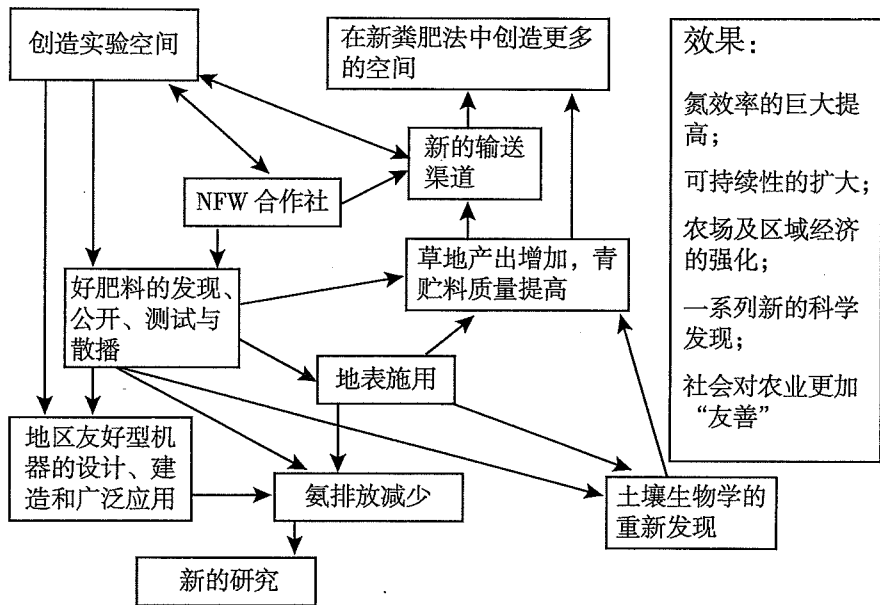 创造实验空间
在新粪肥法中创造更多
的空间
新的输送
渠道
NFW 合作社
草地产出增加，青
贮料质量提高
好肥料的发现、
公开、测试与
散播
地表施用
地区友好型机
器的设计、建
造和广泛应用
氨排放减少
土壤生物学的
重新发现
新的研究
效果：
氮效率的巨大提
高；
可持续性的扩大；
农场及区域经济
的强化；
一系列新的科学
发现；
社会对农业更加
“友善”